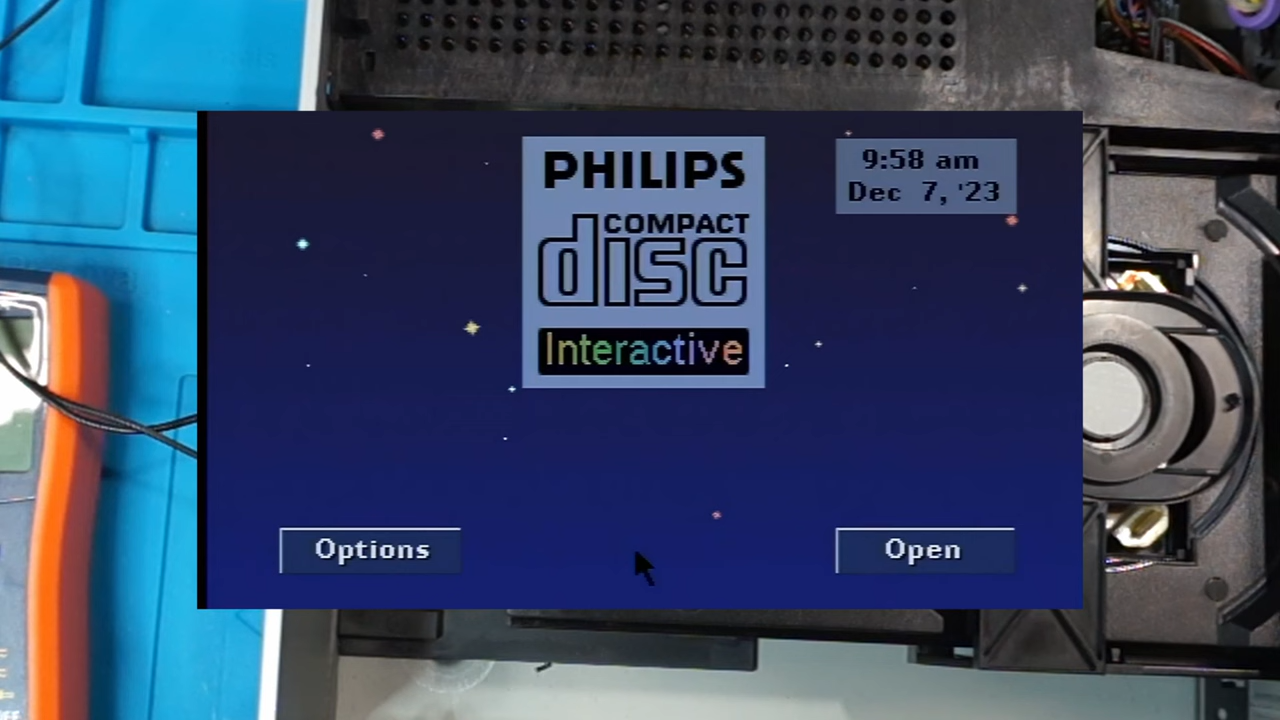 PHILIPS
COMPACT
disc
Interactive
9:58 am
Dec 7, '23
Options
Open